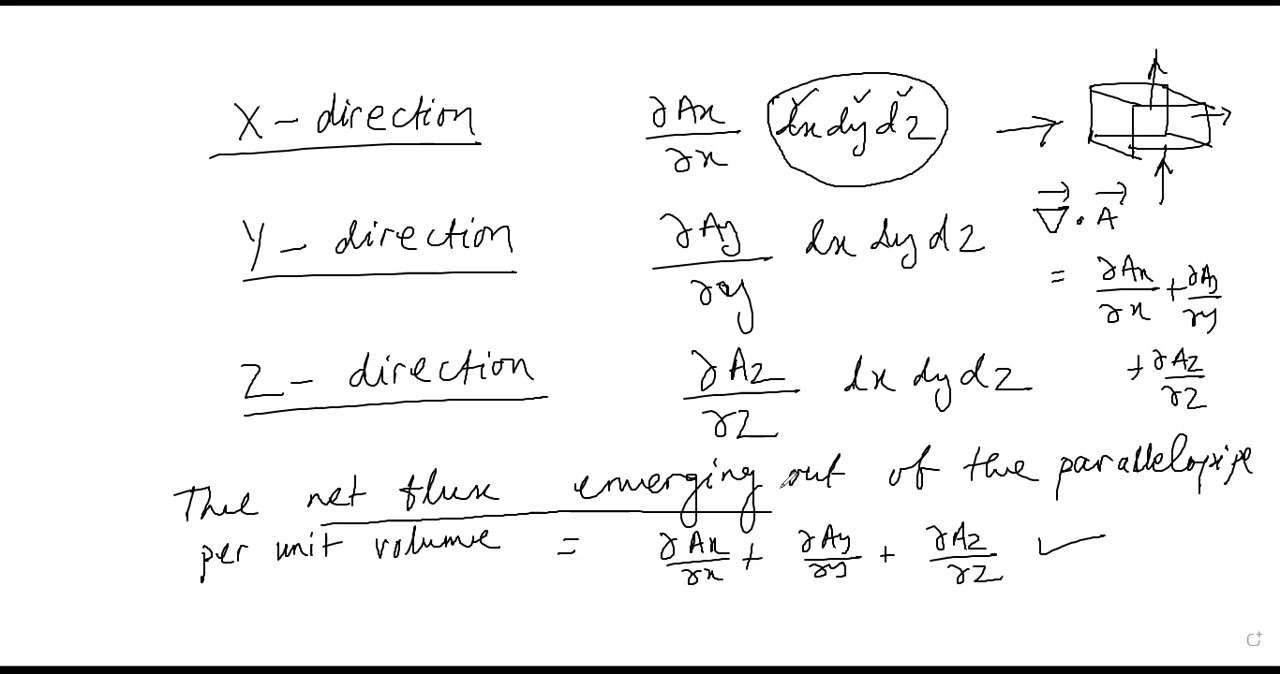 X - direction ∂Ax/∂x dx dy dz →
Y - direction ∂Ay/∂y dx dy dz
∇⃗ . A⃗
= ∂Ax/∂x + ∂Ay/∂y
+ ∂Az/∂z
Z - direction ∂Az/∂z dx dy dz
The net flux emerging out of the parallelopipe
per unit volume = ∂Ax/∂x + ∂Ay/∂y + ∂Az/∂z ✓